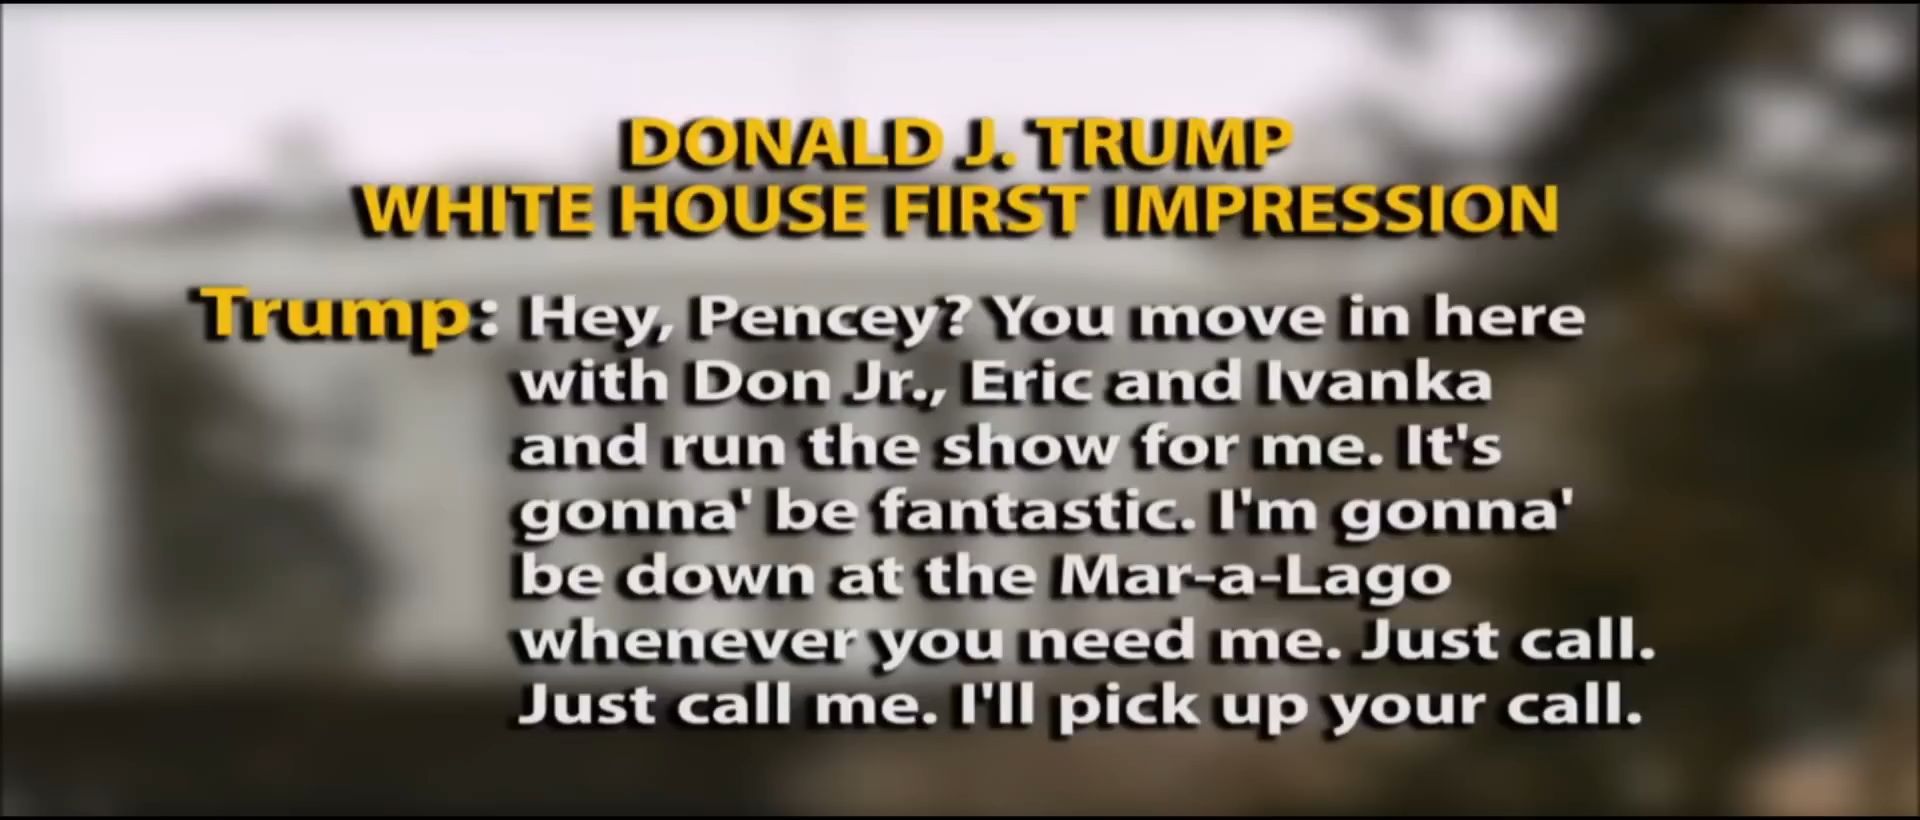 DONALD J. TRUMP
WHITE HOUSE FIRST IMPRESSION
Trump: Hey, Pencey? You move in here
with Don Jr., Eric and Ivanka
and run the show for me. It's
gonna' be fantastic. I'm gonna'
be down at the Mar-a-Lago
whenever you need me. Just call.
Just call me. I'll pick up your call.